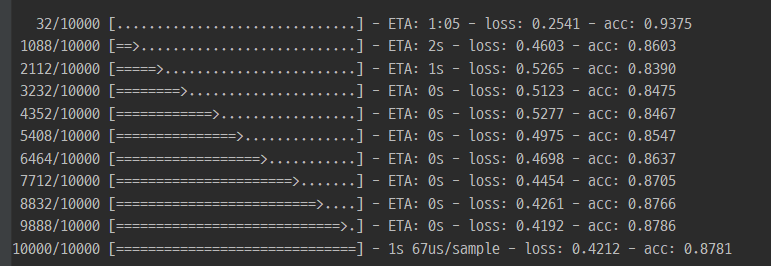 32/10000 [..............................] - ETA: 1:05 - loss: 0.2541 - acc: 0.9375
1088/10000 [==>...........................] - ETA: 2s - loss: 0.4603 - acc: 0.8603
2112/10000 [=====>........................] - ETA: 1s - loss: 0.5265 - acc: 0.8390
3232/10000 [========>.....................] - ETA: 0s - loss: 0.5123 - acc: 0.8475
4352/10000 [============>.................] - ETA: 0s - loss: 0.5277 - acc: 0.8467
5408/10000 [===============>..............] - ETA: 0s - loss: 0.4975 - acc: 0.8547
6464/10000 [==================>...........] - ETA: 0s - loss: 0.4698 - acc: 0.8637
7712/10000 [======================>.......] - ETA: 0s - loss: 0.4454 - acc: 0.8705
8832/10000 [=========================>....] - ETA: 0s - loss: 0.4261 - acc: 0.8766
9888/10000 [============================>.] - ETA: 0s - loss: 0.4192 - acc: 0.8786
10000/10000 [==============================] - 1s 67us/sample - loss: 0.4212 - acc: 0.8781